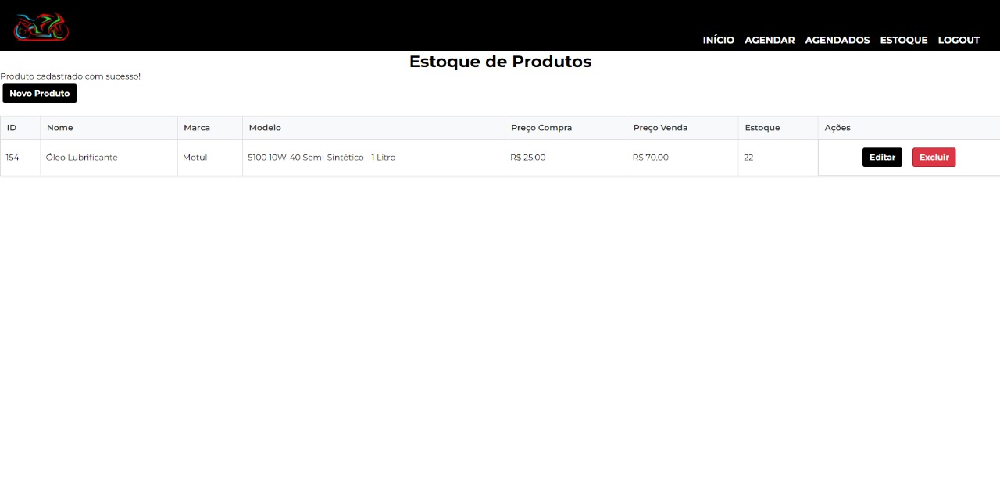 INÍCIO AGENDAR AGENDADOS ESTOQUE LOGOUT
Estoque de Produtos
Produto cadastrado com sucesso!
Novo Produto
ID Nome Marca Modelo Preço Compra Preço Venda Estoque Ações
154 Óleo Lubrificante Motul 5100 10W-40 Semi-Sintético - 1 Litro R$ 25,00 R$ 70,00 22 Editar Excluir